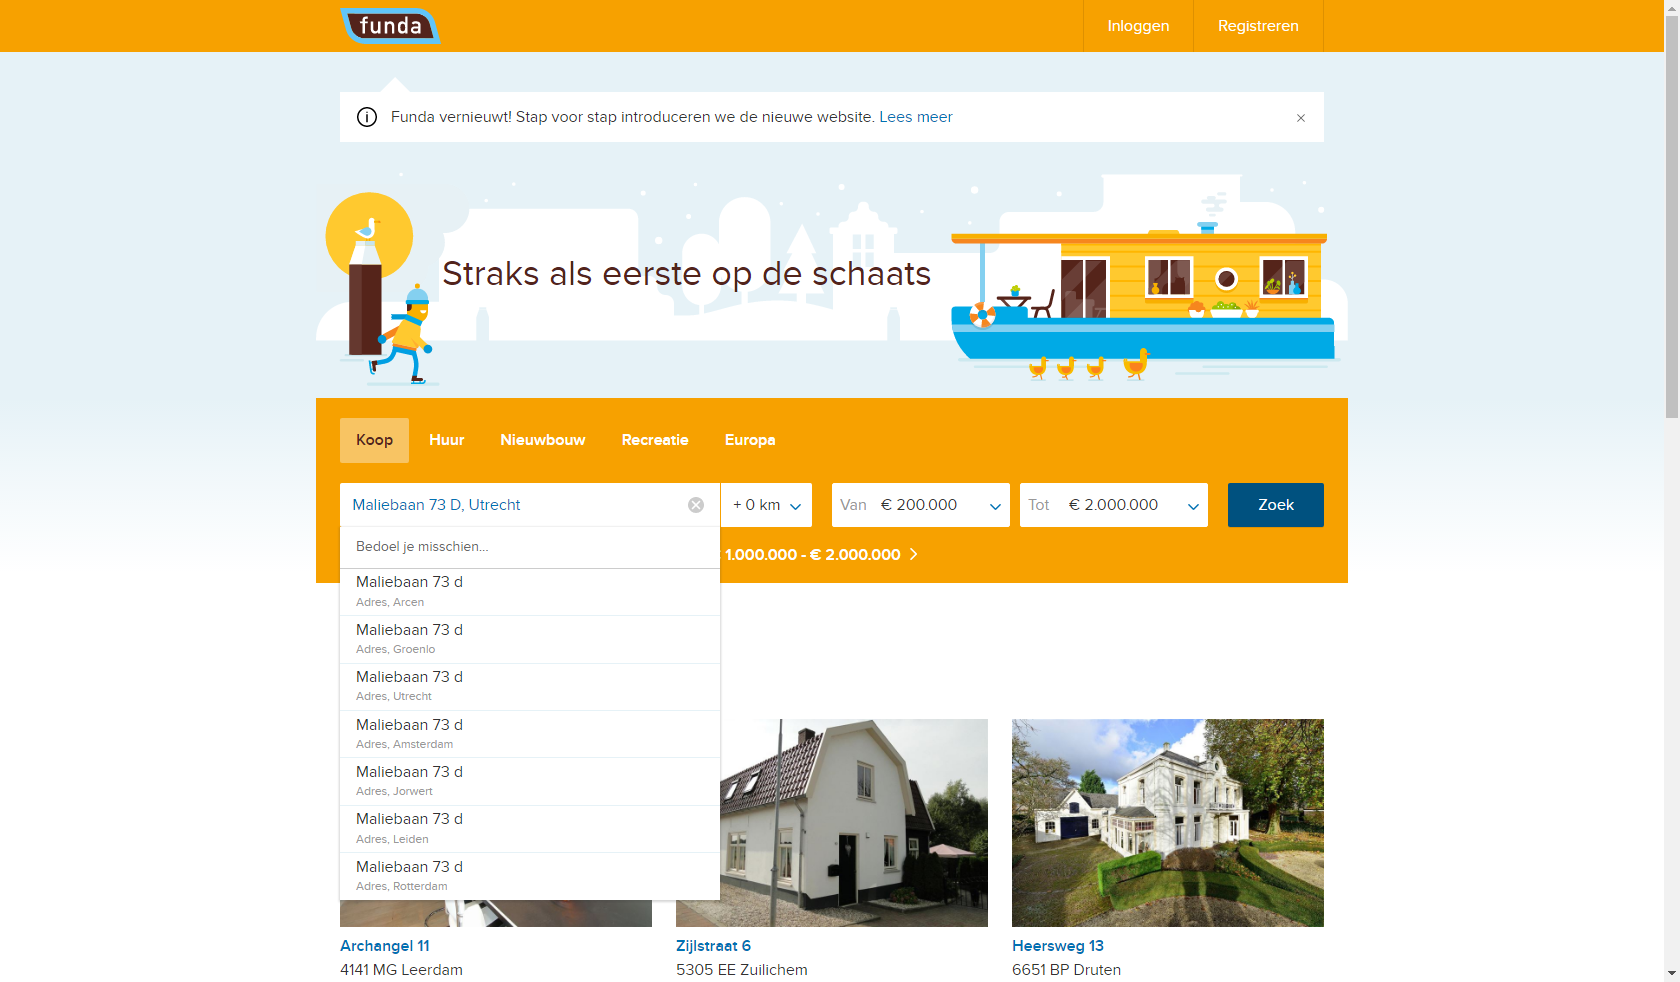 funda
Inloggen
Registreren
Funda vernieuwt! Stap voor stap introduceren we de nieuwe website. Lees meer
×
Straks als eerste op de schaats
Koop
Huur
Nieuwbouw
Recreatie
Europa
Maliebaan 73 D, Utrecht
+ 0 km
Van € 200.000
Tot € 2.000.000
Zoek
1.000.000 - € 2.000.000
Bedoel je misschien...
Maliebaan 73 d
Adres, Arcen
Maliebaan 73 d
Adres, Groenlo
Maliebaan 73 d
Adres, Utrecht
Maliebaan 73 d
Adres, Amsterdam
Maliebaan 73 d
Adres, Jorwert
Maliebaan 73 d
Adres, Leiden
Maliebaan 73 d
Adres, Rotterdam
Archangel 11
4141 MG Leerdam
Zijlstraat 6
5305 EE Zuilichem
Heersweg 13
6651 BP Druten